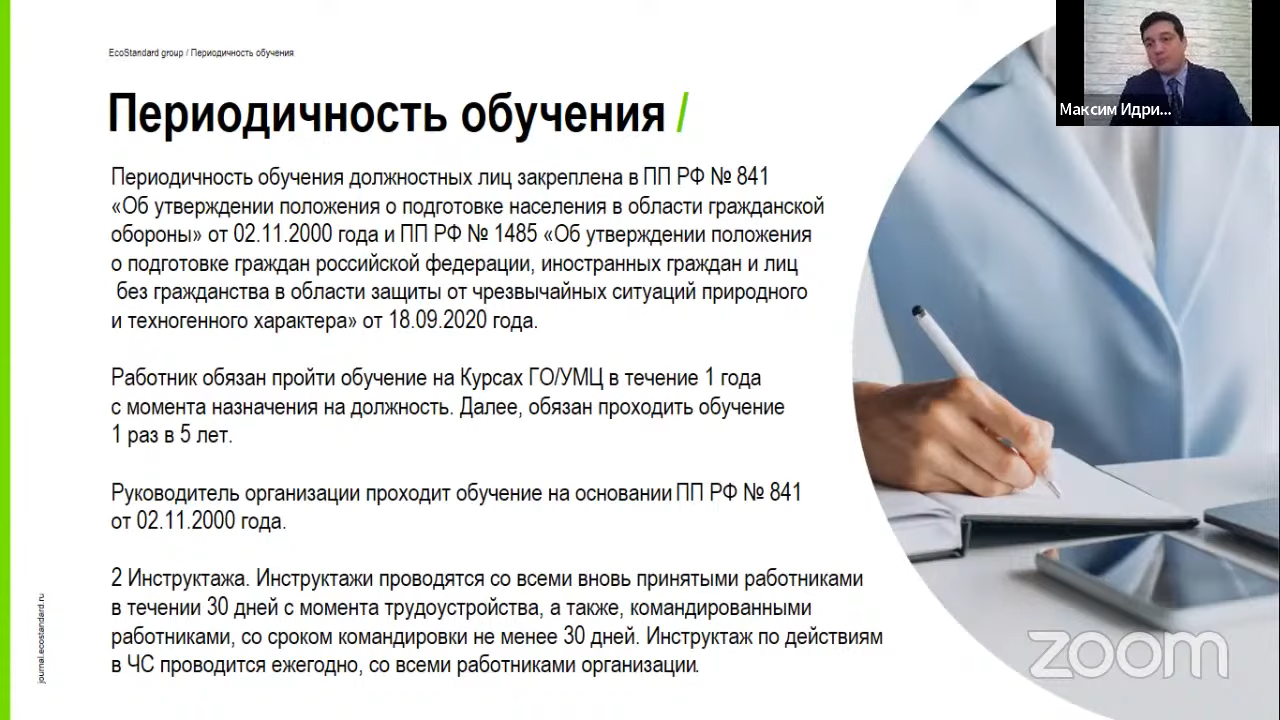 EcoStandard group / Периодичность обучения
Максим Идри...
Периодичность обучения /
Периодичность обучения должностных лиц закреплена в ПП РФ № 841
«Об утверждении положения о подготовке населения в области гражданской
обороны» от 02.11.2000 года и ПП РФ № 1485 «Об утверждении положения
о подготовке граждан российской федерации, иностранных граждан и лиц
без гражданства в области защиты от чрезвычайных ситуаций природного
и техногенного характера» от 18.09.2020 года.
Работник обязан пройти обучение на Курсах ГО/УМЦ в течение 1 года
с момента назначения на должность. Далее, обязан проходить обучение
1 раз в 5 лет.
Руководитель организации проходит обучение на основании ПП РФ № 841
от 02.11.2000 года.
2 Инструктажа. Инструктажи проводятся со всеми вновь принятыми работниками
в течении 30 дней с момента трудоустройства, а также, командированными
работниками, со сроком командировки не менее 30 дней. Инструктаж по действиям
в ЧС проводится ежегодно, со всеми работниками организации.
journal.ecostandard.ru
zoom